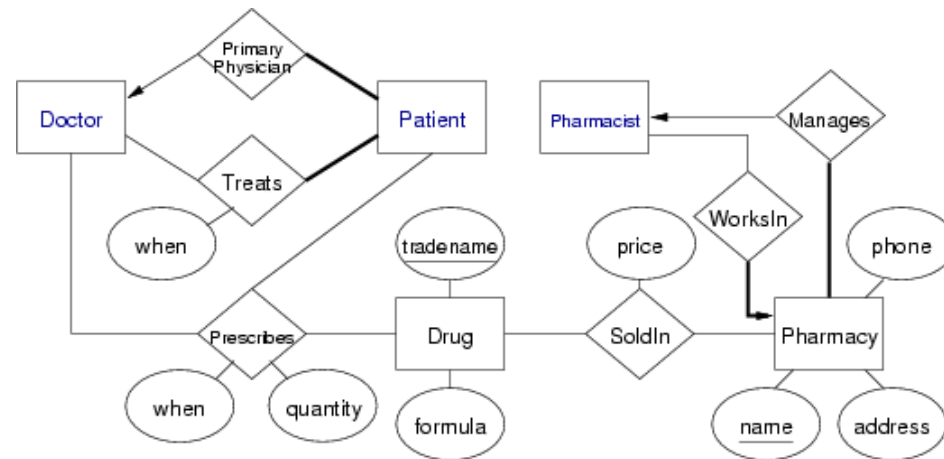 Primary
Physician
Doctor
Patient
Pharmacist
Manages
Treats
WorksIn
when
tradename
price
phone
Prescribes
Drug
SoldIn
Pharmacy
when
quantity
formula
name
address